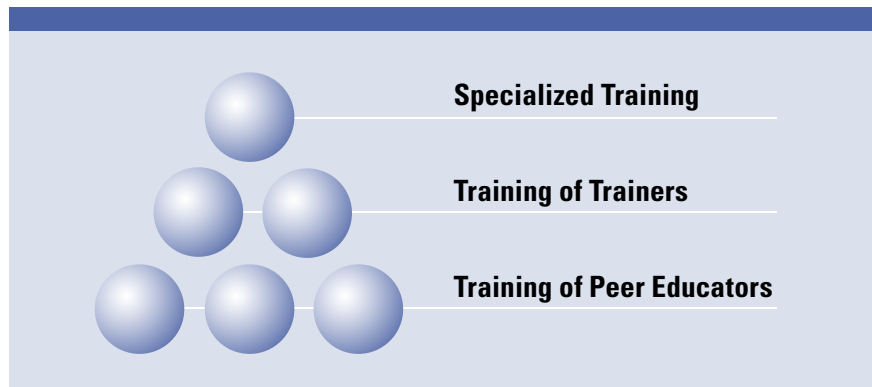 Specialized Training
Training of Trainers
Training of Peer Educators